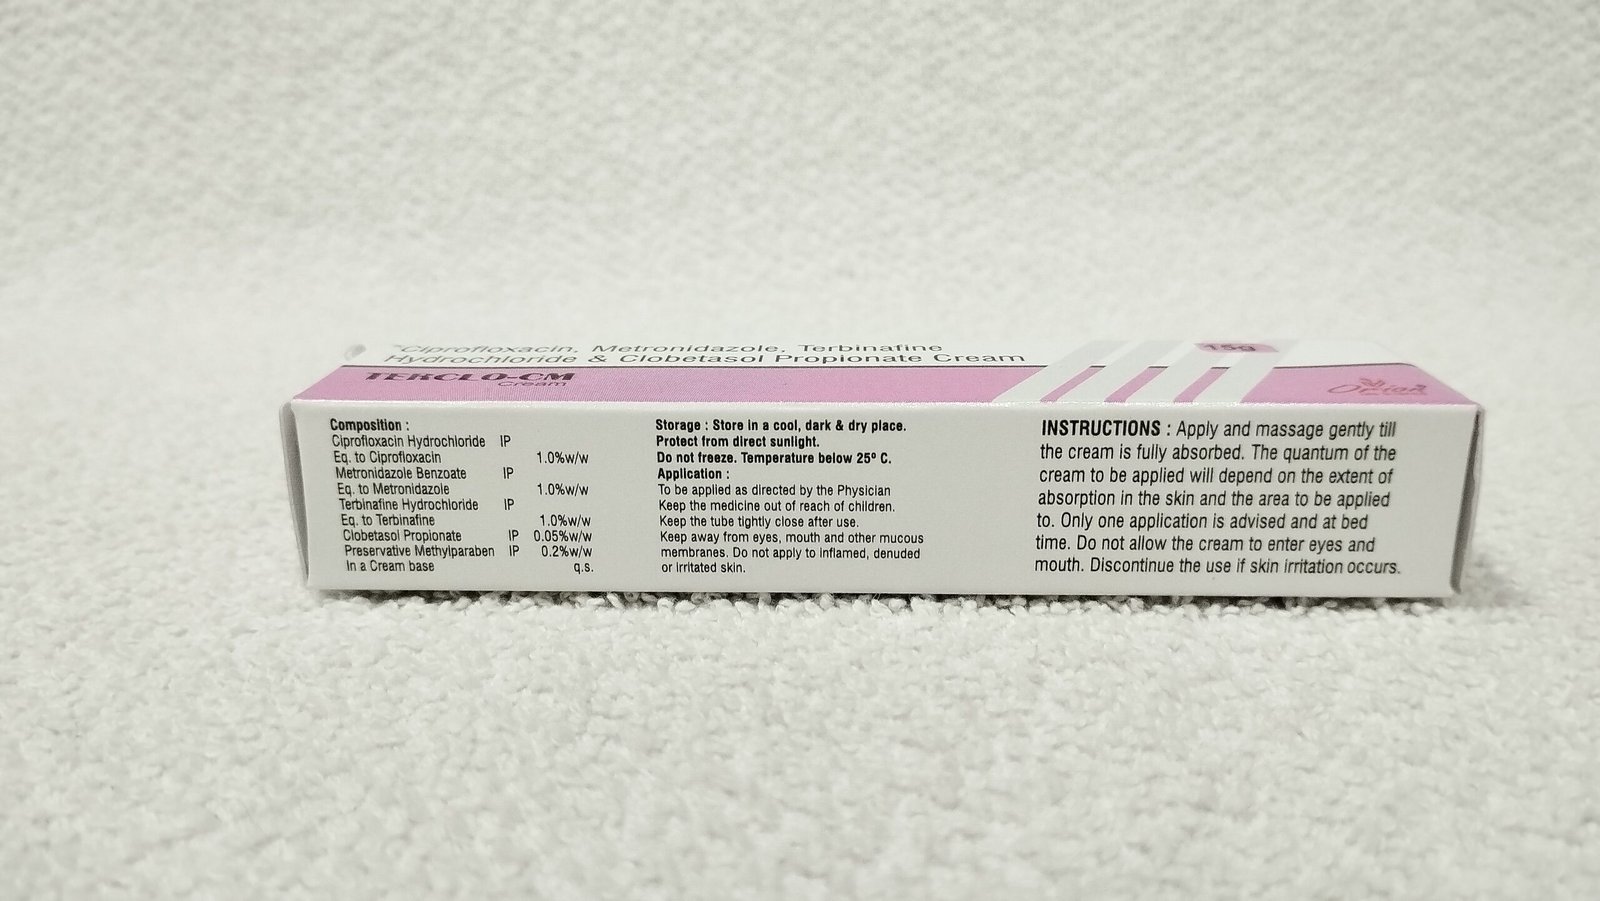 Ciprofloxacin, Metronidazole, Terbinafine
Hydrochloride & Clobetasol Propionate Cream
15g
TERCLO-CM
Cream
Composition :
Ciprofloxacin Hydrochloride IP
Eq. to Ciprofloxacin 1.0%w/w
Metronidazole Benzoate IP
Eq. to Metronidazole 1.0%w/w
Terbinafine Hydrochloride IP
Eq. to Terbinafine 1.0%w/w
Clobetasol Propionate IP 0.05%w/w
Preservative Methylparaben IP 0.2%w/w
In a Cream base q.s.
Storage : Store in a cool, dark & dry place.
Protect from direct sunlight.
Do not freeze. Temperature below 25º C.
Application :
To be applied as directed by the Physician
Keep the medicine out of reach of children.
Keep the tube tightly close after use.
Keep away from eyes, mouth and other mucous
membranes. Do not apply to inflamed, denuded
or irritated skin.
INSTRUCTIONS : Apply and massage gently till
the cream is fully absorbed. The quantum of the
cream to be applied will depend on the extent of
absorption in the skin and the area to be applied
to. Only one application is advised and at bed
time. Do not allow the cream to enter eyes and
mouth. Discontinue the use if skin irritation occurs.